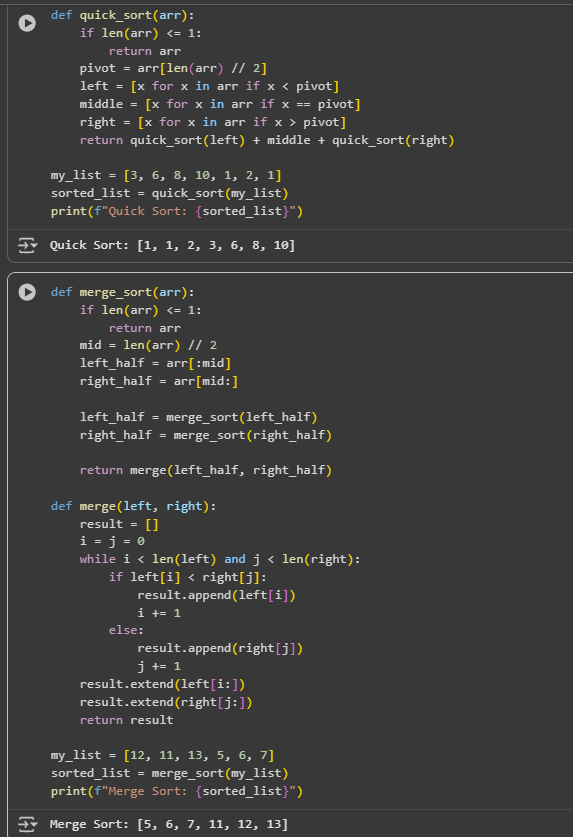 def quick_sort(arr):
    if len(arr) <= 1:
        return arr
    pivot = arr[len(arr) // 2]
    left = [x for x in arr if x < pivot]
    middle = [x for x in arr if x == pivot]
    right = [x for x in arr if x > pivot]
    return quick_sort(left) + middle + quick_sort(right)

my_list = [3, 6, 8, 10, 1, 2, 1]
sorted_list = quick_sort(my_list)
print(f"Quick Sort: {sorted_list}")
Quick Sort: [1, 1, 2, 3, 6, 8, 10]
def merge_sort(arr):
    if len(arr) <= 1:
        return arr
    mid = len(arr) // 2
    left_half = arr[:mid]
    right_half = arr[mid:]

    left_half = merge_sort(left_half)
    right_half = merge_sort(right_half)

    return merge(left_half, right_half)

def merge(left, right):
    result = []
    i = j = 0
    while i < len(left) and j < len(right):
        if left[i] < right[j]:
            result.append(left[i])
            i += 1
        else:
            result.append(right[j])
            j += 1
    result.extend(left[i:])
    result.extend(right[j:])
    return result

my_list = [12, 11, 13, 5, 6, 7]
sorted_list = merge_sort(my_list)
print(f"Merge Sort: {sorted_list}")
Merge Sort: [5, 6, 7, 11, 12, 13]